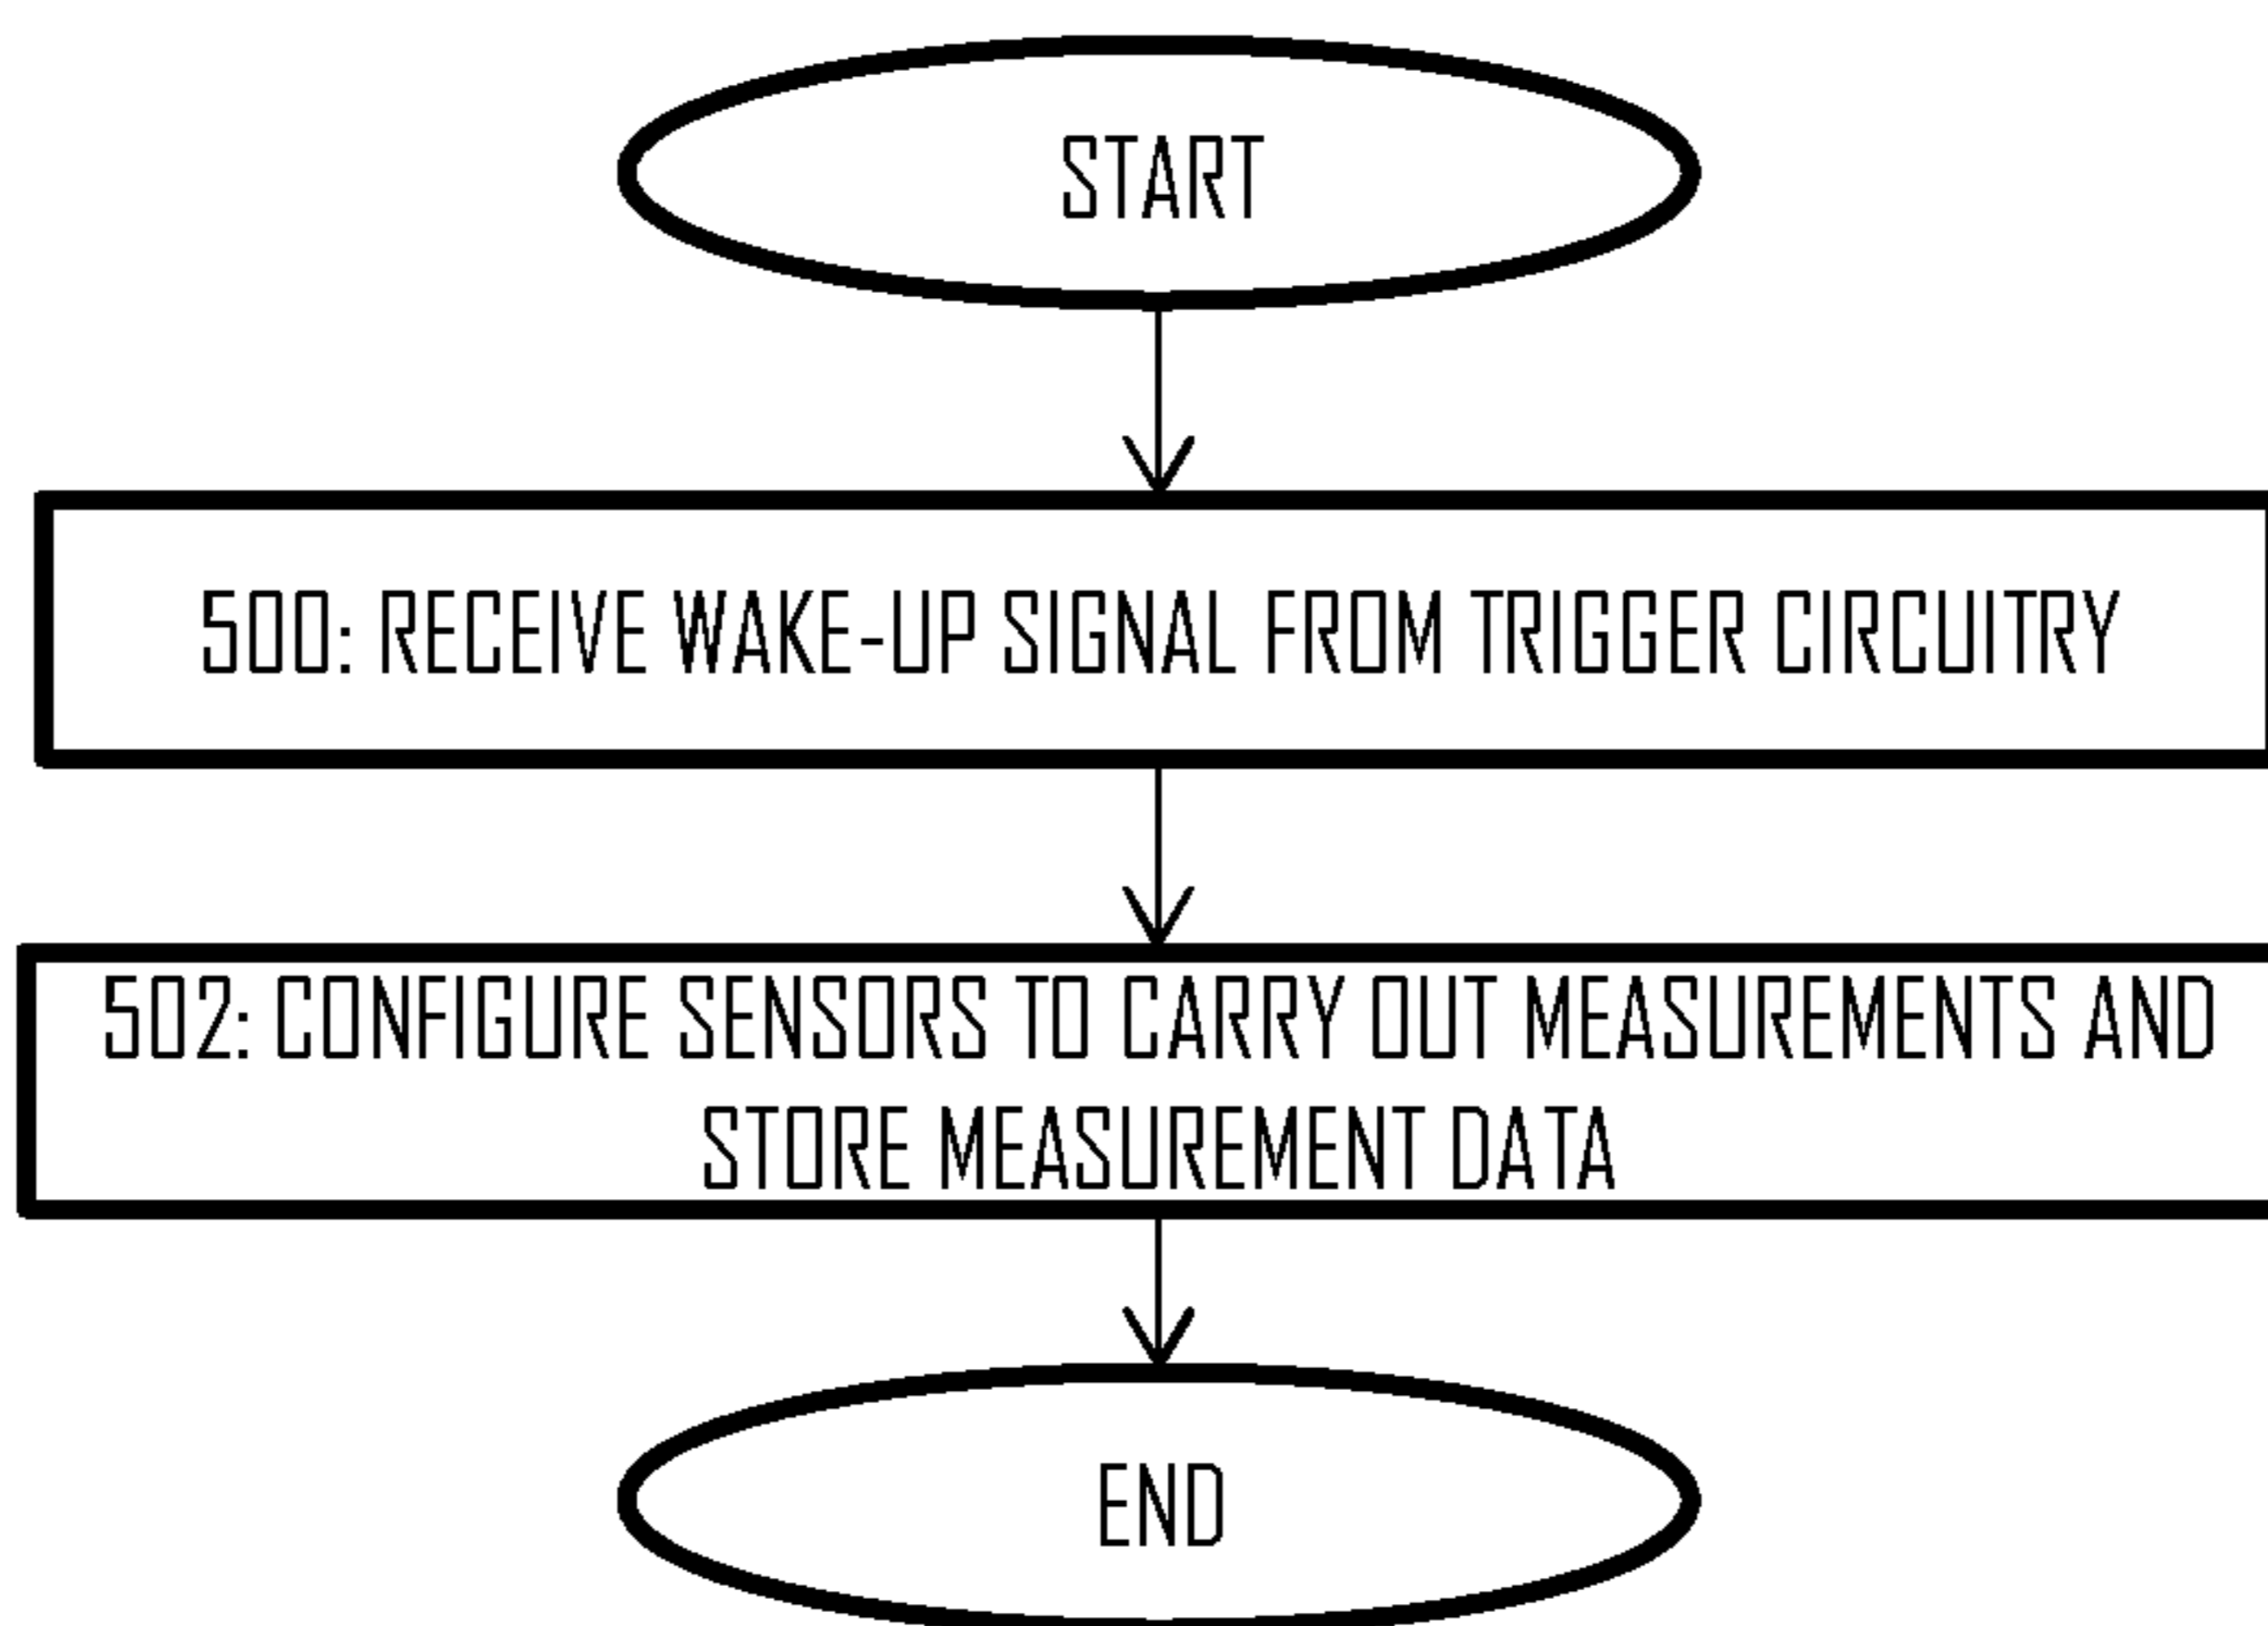 START
500: RECEIVE WAKE-UP SIGNAL FROM TRIGGER CIRCUITRY
502: CONFIGURE SENSORS TO CARRY OUT MEASUREMENTS AND
STORE MEASUREMENT DATA
END